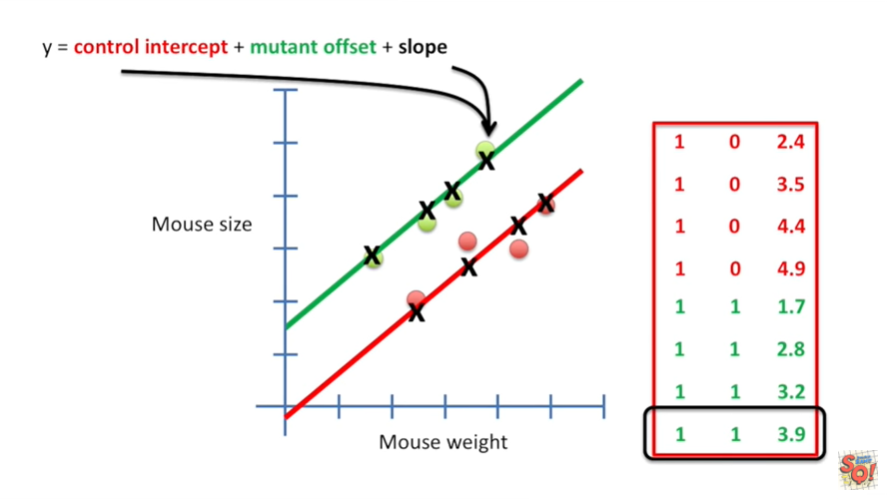 y = control intercept + mutant offset + slope
Mouse size
Mouse weight
1 0 2.4
1 0 3.5
1 0 4.4
1 0 4.9
1 1 1.7
1 1 2.8
1 1 3.2
1 1 3.9
SQ!